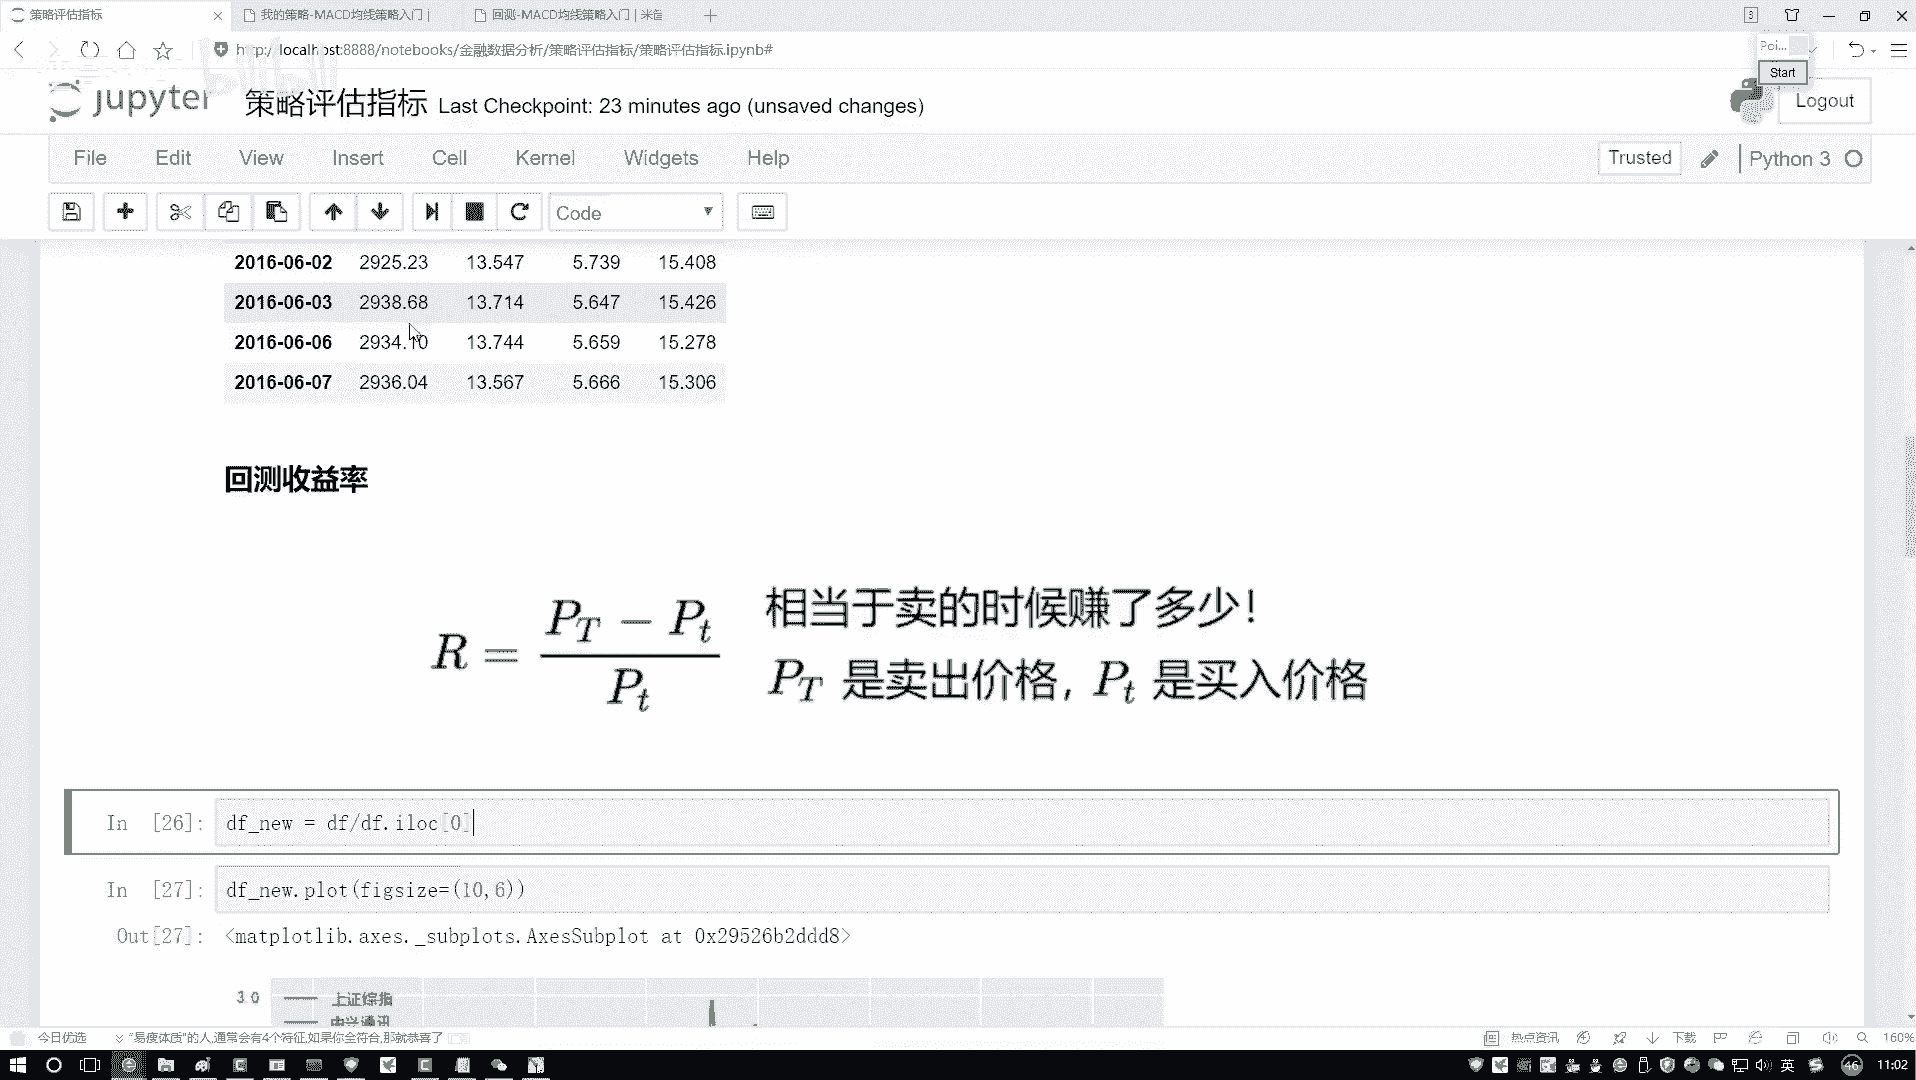 策略评估指标
我的策略-MACD均线策略入门 |
回测-MACD均线策略入门 | 米筐
http://localhost:8888/notebooks/金融数据分析/策略评估指标/策略评估指标.ipynb#
Poi...
Start
jupyter 策略评估指标 Last Checkpoint: 23 minutes ago (unsaved changes)
Logout
File Edit View Insert Cell Kernel Widgets Help
Trusted Python 3
Code
2016-06-02 2925.23 13.547 5.739 15.408
2016-06-03 2938.68 13.714 5.647 15.426
2016-06-06 2934.10 13.744 5.659 15.278
2016-06-07 2936.04 13.567 5.666 15.306
回测收益率
R = (P_T − P_t) / P_t
相当于卖的时候赚了多少!
P_T 是卖出价格, P_t 是买入价格
In [26]: df_new = df/df.iloc[0]
In [27]: df_new.plot(figsize=(10,6))
Out[27]: <matplotlib.axes._subplots.AxesSubplot at 0x29526b2ddd8>
3.0
上证综指
中兴通讯
今日优选 “易瘦体质”的人,通常会有4个特征,如果你全符合,那就恭喜了
热点资讯 下载 160%
英 46 11:02